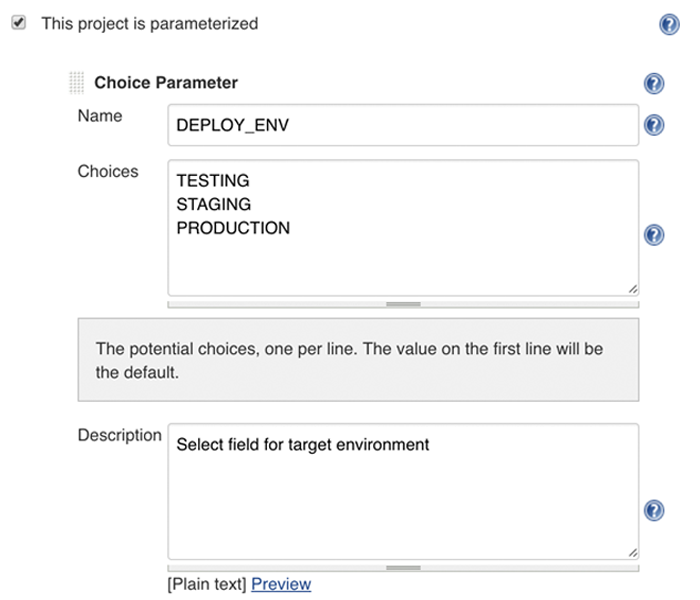 This project is parameterized
Choice Parameter
Name
DEPLOY_ENV
Choices
TESTING
STAGING
PRODUCTION
The potential choices, one per line. The value on the first line will be
the default.
Description
Select field for target environment
[Plain text] Preview